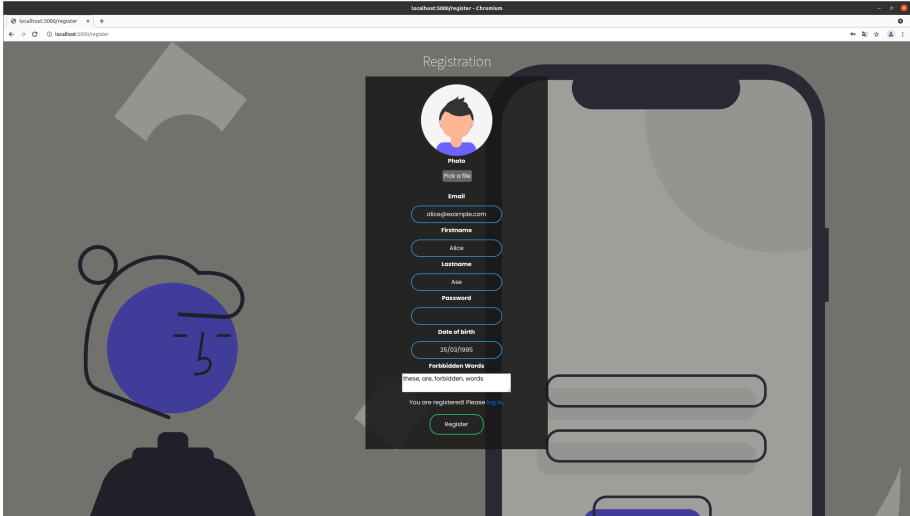 localhost:5000/register - Chromium
localhost:5000/register
localhost:5000/register
Registration
Photo
Pick a file
Email
alice@example.com
Firstname
Alice
Lastname
Ase
Password
Date of birth
25/03/1995
Forbbidden Words
these, are, forbidden, words
You are registered! Please log in.
Register